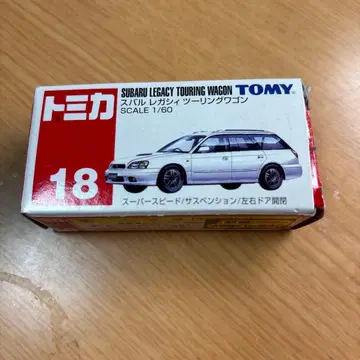 トミカ
18
SUBARU LEGACY TOURING WAGON TOMY
スバル レガシィ ツーリングワゴン
SCALE 1/60
スーパースピード/サスペンション/左右ドア開閉